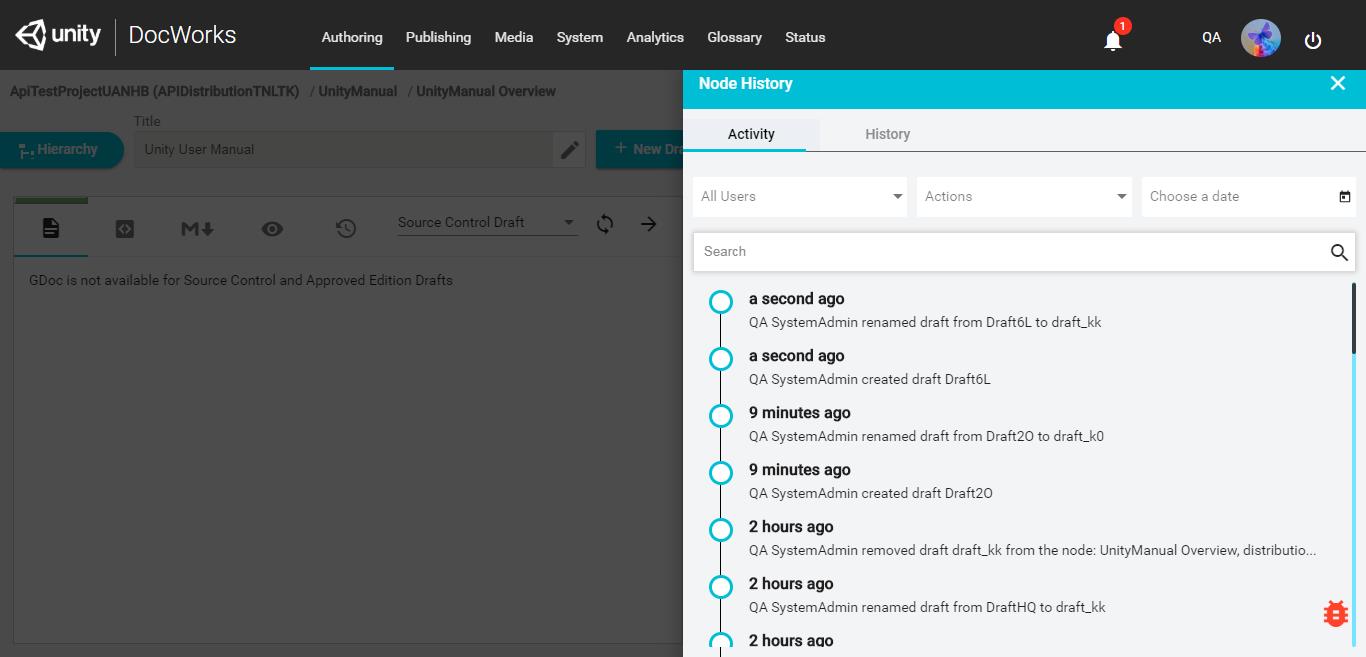 unity DocWorks Authoring Publishing Media System Analytics Glossary Status 1 QA
ApiTestProjectUANHB (APIDistributionTNLTK) / UnityManual / UnityManual Overview
Title
Hierarchy Unity User Manual + New Dra
M Source Control Draft
GDoc is not available for Source Control and Approved Edition Drafts
Node History
Activity History
All Users Actions Choose a date
Search
a second ago
QA SystemAdmin renamed draft from Draft6L to draft_kk
a second ago
QA SystemAdmin created draft Draft6L
9 minutes ago
QA SystemAdmin renamed draft from Draft2O to draft_k0
9 minutes ago
QA SystemAdmin created draft Draft2O
2 hours ago
QA SystemAdmin removed draft draft_kk from the node: UnityManual Overview, distributio...
2 hours ago
QA SystemAdmin renamed draft from DraftHQ to draft_kk
2 hours ago